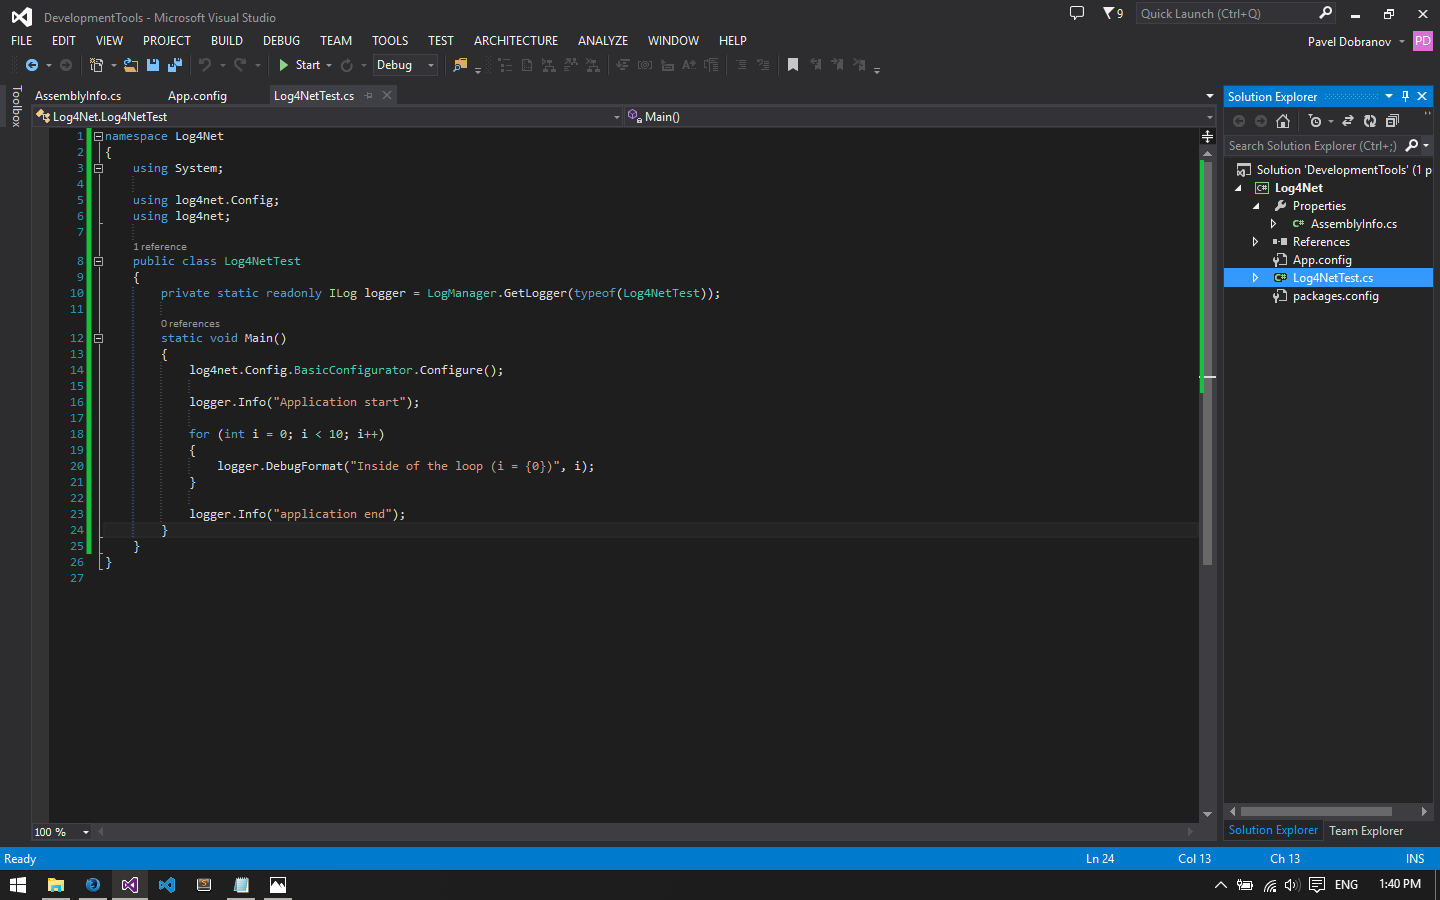 DevelopmentTools - Microsoft Visual Studio
9
Quick Launch (Ctrl+Q)
FILE EDIT VIEW PROJECT BUILD DEBUG TEAM TOOLS TEST ARCHITECTURE ANALYZE WINDOW HELP
Pavel Dobranov PD
Start Debug
Toolbox
AssemblyInfo.cs App.config Log4NetTest.cs
Log4Net.Log4NetTest Main()
1 namespace Log4Net
2 {
3 using System;
4
5 using log4net.Config;
6 using log4net;
7
1 reference
8 public class Log4NetTest
9 {
10 private static readonly ILog logger = LogManager.GetLogger(typeof(Log4NetTest));
11
0 references
12 static void Main()
13 {
14 log4net.Config.BasicConfigurator.Configure();
15
16 logger.Info("Application start");
17
18 for (int i = 0; i < 10; i++)
19 {
20 logger.DebugFormat("Inside of the loop (i = {0})", i);
21 }
22
23 logger.Info("application end");
24 }
25 }
26 }
27
100 %
Solution Explorer
Search Solution Explorer (Ctrl+;)
Solution 'DevelopmentTools' (1 p
C# Log4Net
Properties
C# AssemblyInfo.cs
References
App.config
C# Log4NetTest.cs
packages.config
Solution Explorer Team Explorer
Ready Ln 24 Col 13 Ch 13 INS
ENG 1:40 PM